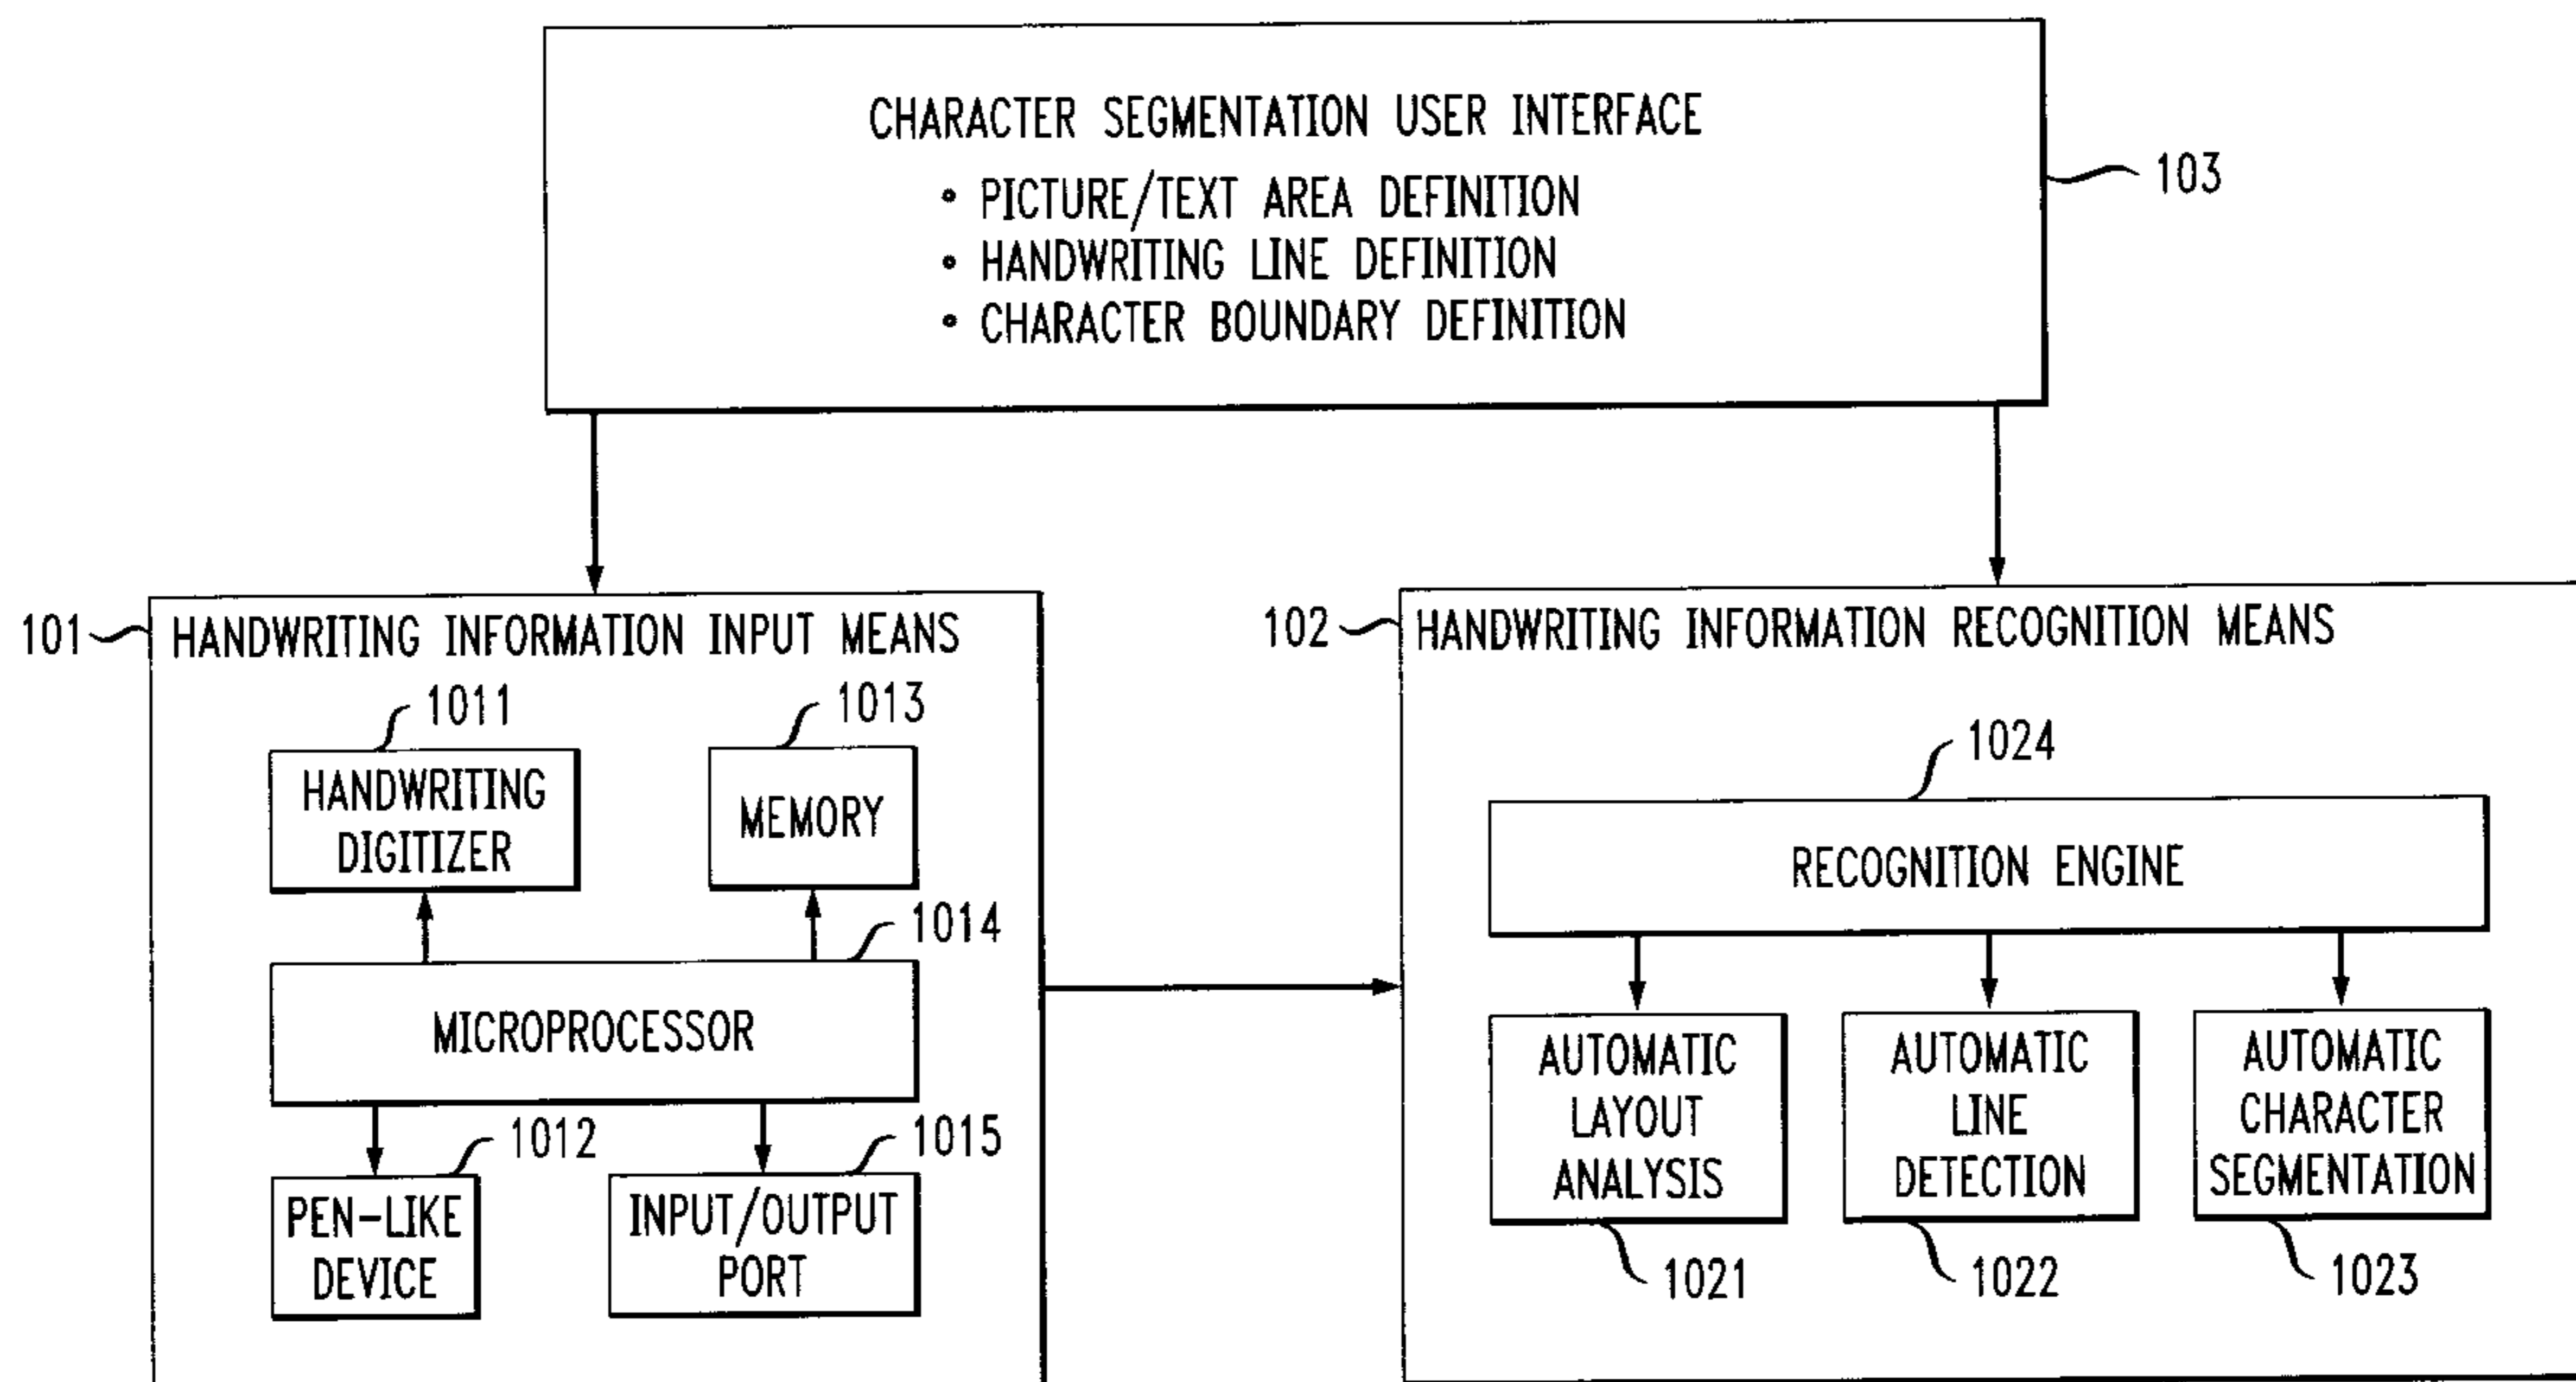 CHARACTER SEGMENTATION USER INTERFACE
• PICTURE/TEXT AREA DEFINITION
• HANDWRITING LINE DEFINITION
• CHARACTER BOUNDARY DEFINITION
103
101
HANDWRITING INFORMATION INPUT MEANS
1011
HANDWRITING
DIGITIZER
1013
MEMORY
1014
MICROPROCESSOR
1012
PEN-LIKE
DEVICE
1015
INPUT/OUTPUT
PORT
102
HANDWRITING INFORMATION RECOGNITION MEANS
1024
RECOGNITION ENGINE
AUTOMATIC
LAYOUT
ANALYSIS
1021
AUTOMATIC
LINE
DETECTION
1022
AUTOMATIC
CHARACTER
SEGMENTATION
1023